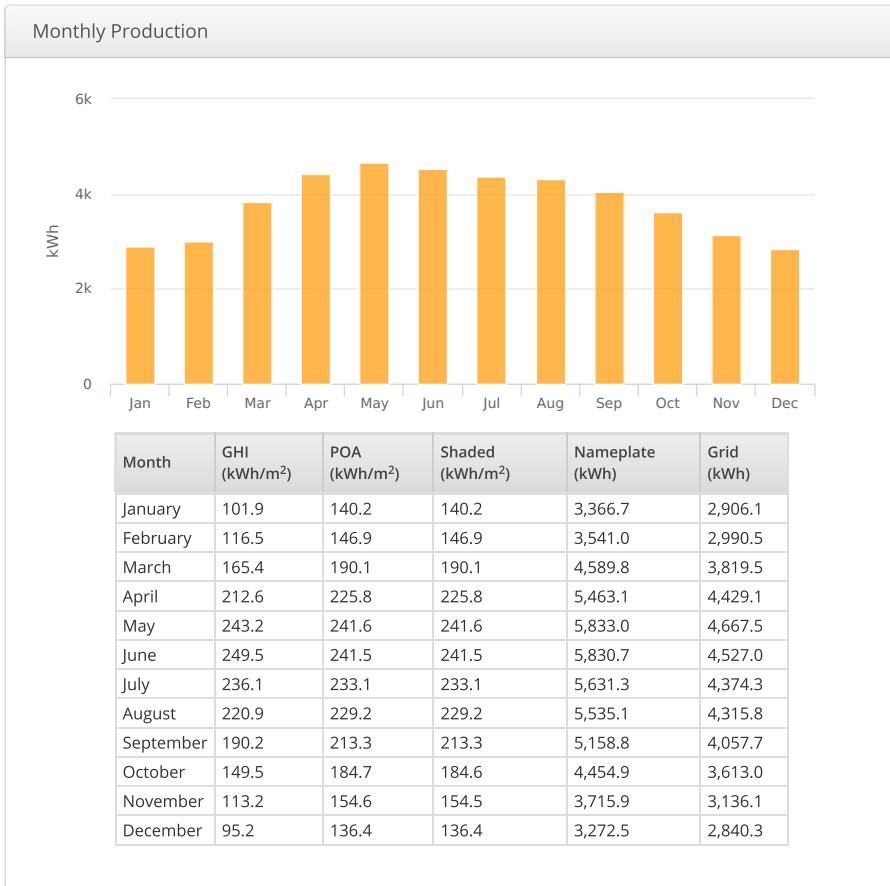 Monthly Production
6k
4k
2k
0
kWh
Jan Feb Mar Apr May Jun Jul Aug Sep Oct Nov Dec
Month GHI (kWh/m²) POA (kWh/m²) Shaded (kWh/m²) Nameplate (kWh) Grid (kWh)
January 101.9 140.2 140.2 3,366.7 2,906.1
February 116.5 146.9 146.9 3,541.0 2,990.5
March 165.4 190.1 190.1 4,589.8 3,819.5
April 212.6 225.8 225.8 5,463.1 4,429.1
May 243.2 241.6 241.6 5,833.0 4,667.5
June 249.5 241.5 241.5 5,830.7 4,527.0
July 236.1 233.1 233.1 5,631.3 4,374.3
August 220.9 229.2 229.2 5,535.1 4,315.8
September 190.2 213.3 213.3 5,158.8 4,057.7
October 149.5 184.7 184.6 4,454.9 3,613.0
November 113.2 154.6 154.5 3,715.9 3,136.1
December 95.2 136.4 136.4 3,272.5 2,840.3